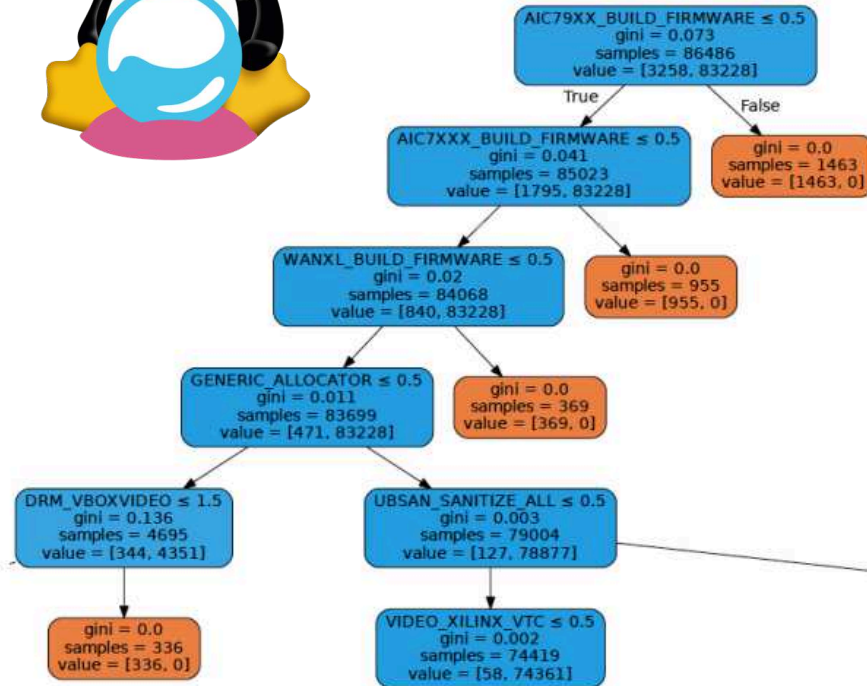 AIC79XX_BUILD_FIRMWARE ≤ 0.5
gini = 0.073
samples = 86486
value = [3258, 83228]
True
False
AIC7XXX_BUILD_FIRMWARE ≤ 0.5
gini = 0.041
samples = 85023
value = [1795, 83228]
gini = 0.0
samples = 1463
value = [1463, 0]
WANXL_BUILD_FIRMWARE ≤ 0.5
gini = 0.02
samples = 84068
value = [840, 83228]
gini = 0.0
samples = 955
value = [955, 0]
GENERIC_ALLOCATOR ≤ 0.5
gini = 0.011
samples = 83699
value = [471, 83228]
gini = 0.0
samples = 369
value = [369, 0]
DRM_VBOXVIDEO ≤ 1.5
gini = 0.136
samples = 4695
value = [344, 4351]
UBSAN_SANITIZE_ALL ≤ 0.5
gini = 0.003
samples = 79004
value = [127, 78877]
gini = 0.0
samples = 336
value = [336, 0]
VIDEO_XILINX_VTC ≤ 0.5
gini = 0.002
samples = 74419
value = [58, 74361]